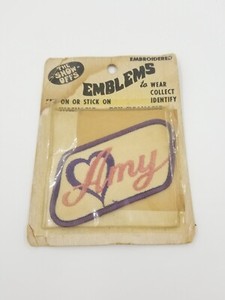 EMBROIDERED
THE
SHOW
OFFS
EMBLEMS
to WEAR
COLLECT
IDENTIFY
ON OR STICK ON
Amy